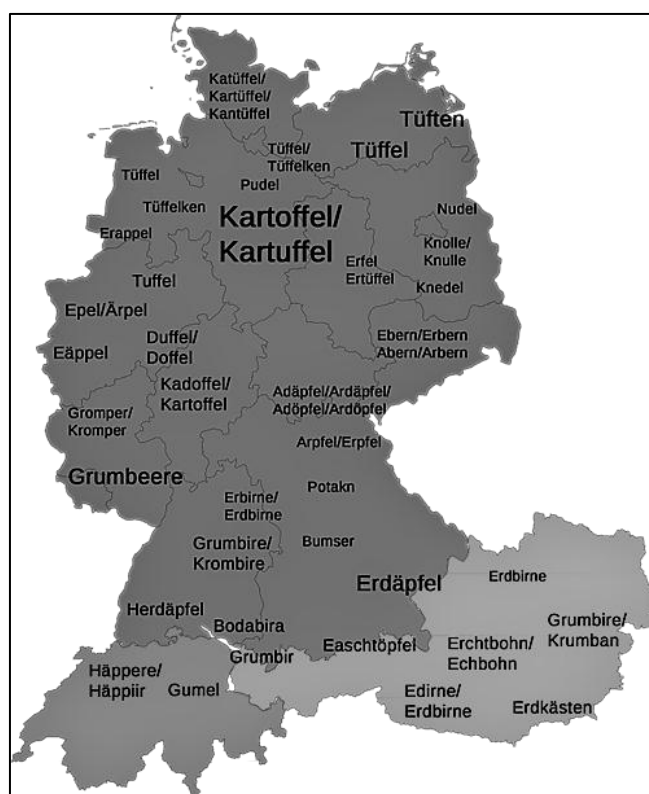 Katüffel/
Kartüffel/
Kantüffel
Tüften
Tüffel
Tüffel/
Tüffelken
Tüffel
Pudel
Tüffelken
Nudel
Kartoffel/
Kartuffel
Erappel
Knolle/
Knulle
Erfel
Ertüffel
Tuffel
Knedel
Epel/Ärpel
Duffel/
Doffel
Ebern/Erbern
Abern/Arbern
Eäppel
Kadoffel/
Kartoffel
Adäpfel/Ardäpfel/
Adöpfel/Ardöpfel
Gromper/
Kromper
Arpfel/Erpfel
Grumbeere
Potakn
Erbirne/
Erdbirne
Grumbire/
Krombire
Bumser
Erdäpfel
Erdbirne
Herdäpfel
Bodabira
Grumbire/
Krumban
Easchtöpfel
Erchtbohn/
Echbohn
Grumbir
Häppere/
Häppiir
Gumel
Edirne/
Erdbirne
Erdkästen